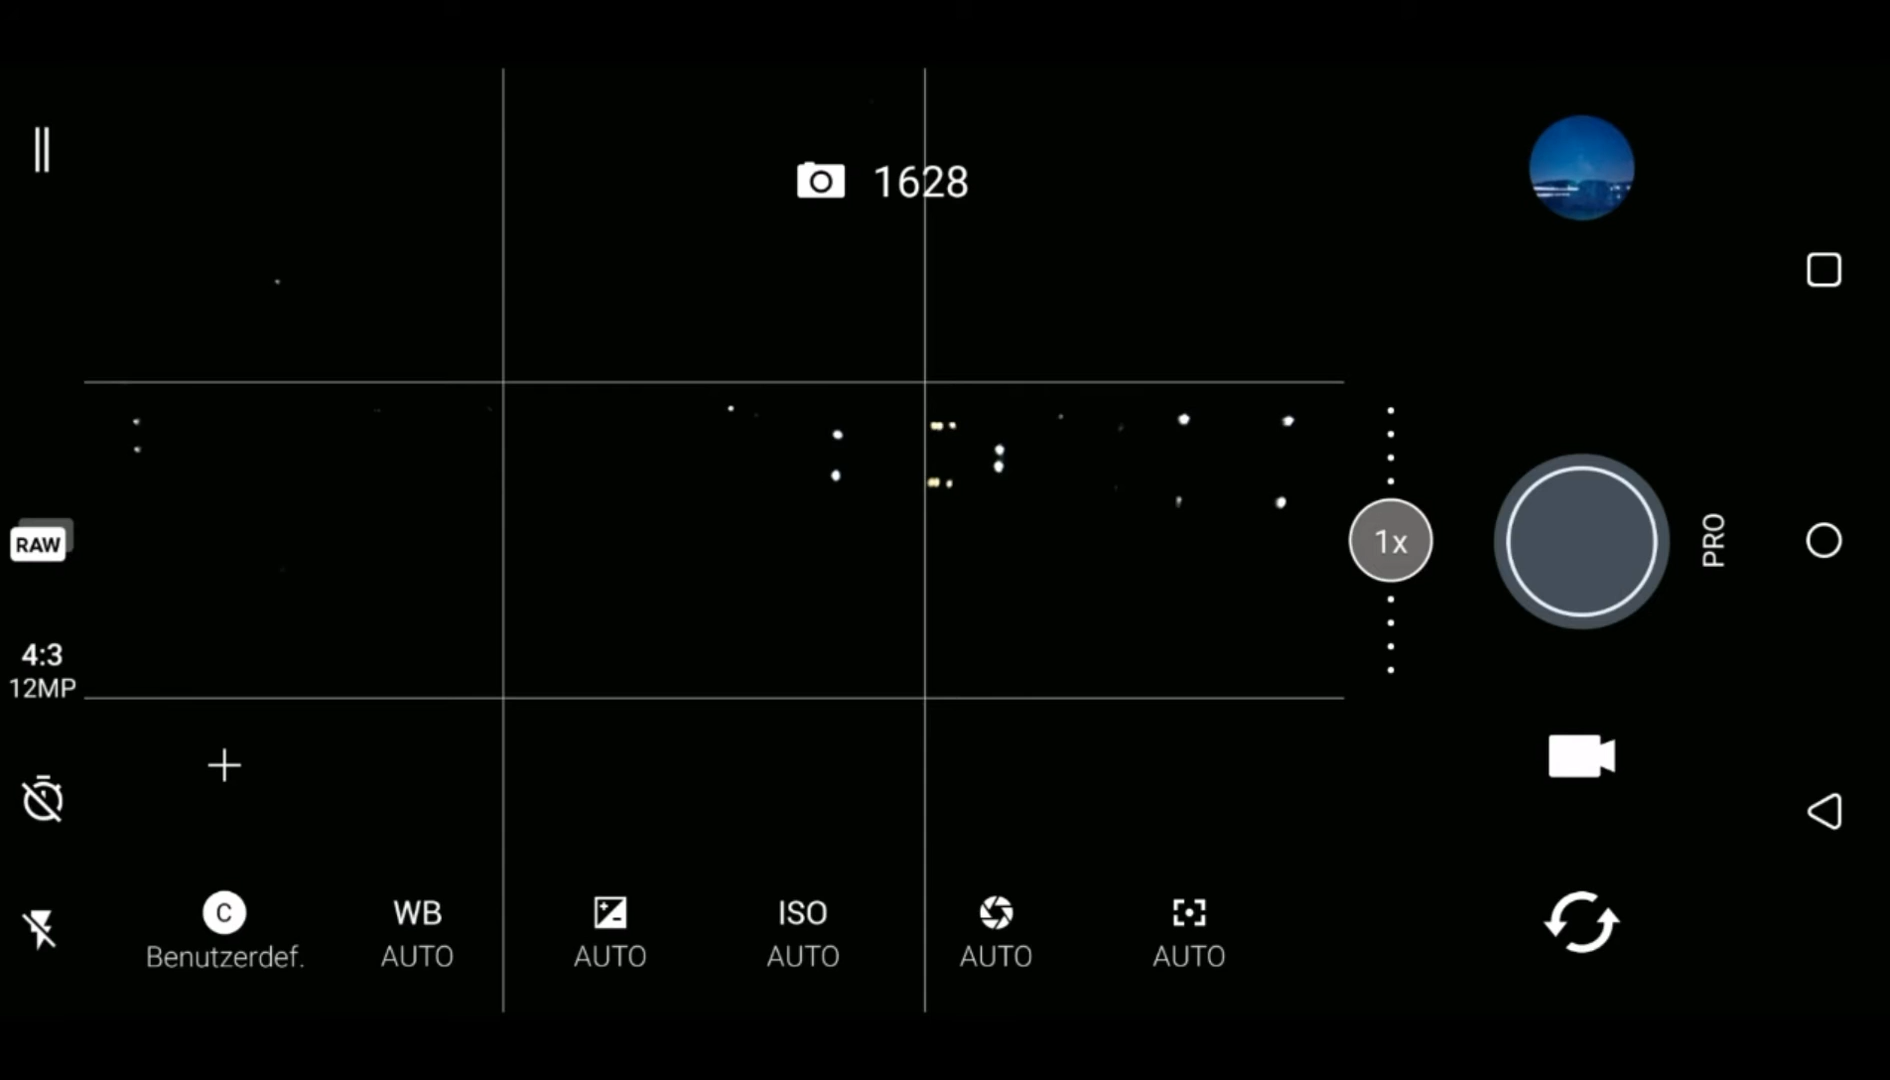 1628
RAW
4:3
12MP
1x
PRO
C
Benutzerdef.
WB
AUTO
AUTO
ISO
AUTO
AUTO
AUTO